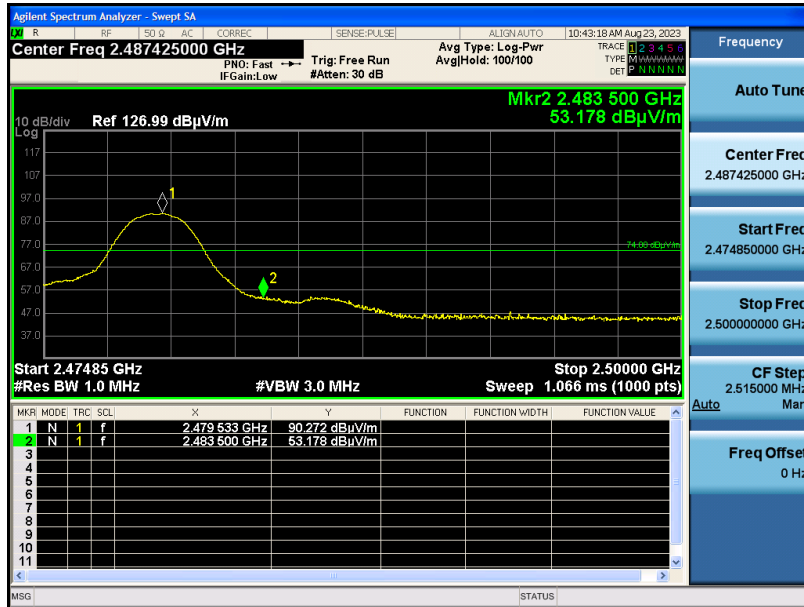 Agilent Spectrum Analyzer - Swept SA
LXI R RF 50 Ω AC CORREC SENSE:PULSE ALIGN AUTO 10:43:18 AM Aug 23, 2023
Center Freq 2.487425000 GHz
PNO: Fast
IFGain:Low
Trig: Free Run
#Atten: 30 dB
Avg Type: Log-Pwr
Avg|Hold: 100/100
TRACE 1 2 3 4 5 6
TYPE M
DET P N N N N N
Mkr2 2.483 500 GHz
53.178 dBµV/m
10 dB/div Ref 126.99 dBµV/m
Log
117
107
97.0
87.0
77.0
67.0
57.0
47.0
37.0
1
2
74.00 dBµV/m
Start 2.47485 GHz Stop 2.50000 GHz
#Res BW 1.0 MHz #VBW 3.0 MHz Sweep 1.066 ms (1000 pts)
MKR MODE TRC SCL X Y FUNCTION FUNCTION WIDTH FUNCTION VALUE
1 N 1 f 2.479 533 GHz 90.272 dBµV/m
2 N 1 f 2.483 500 GHz 53.178 dBµV/m
3
4
5
6
7
8
9
10
11
MSG STATUS
Frequency
Auto Tune
Center Freq
2.487425000 GHz
Start Freq
2.474850000 GHz
Stop Freq
2.500000000 GHz
CF Step
2.515000 MHz
Auto Man
Freq Offset
0 Hz